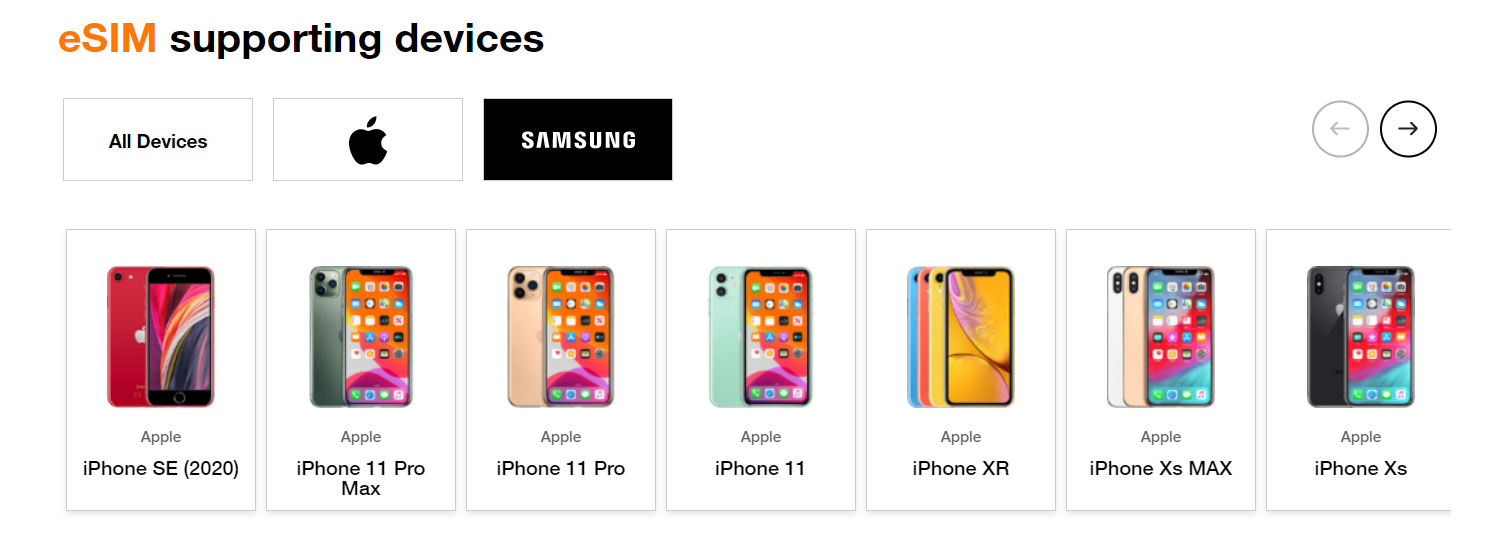 eSIM supporting devices
All Devices
SAMSUNG
Apple
iPhone SE (2020)
Apple
iPhone 11 Pro
Max
Apple
iPhone 11 Pro
Apple
iPhone 11
Apple
iPhone XR
Apple
iPhone Xs MAX
Apple
iPhone Xs